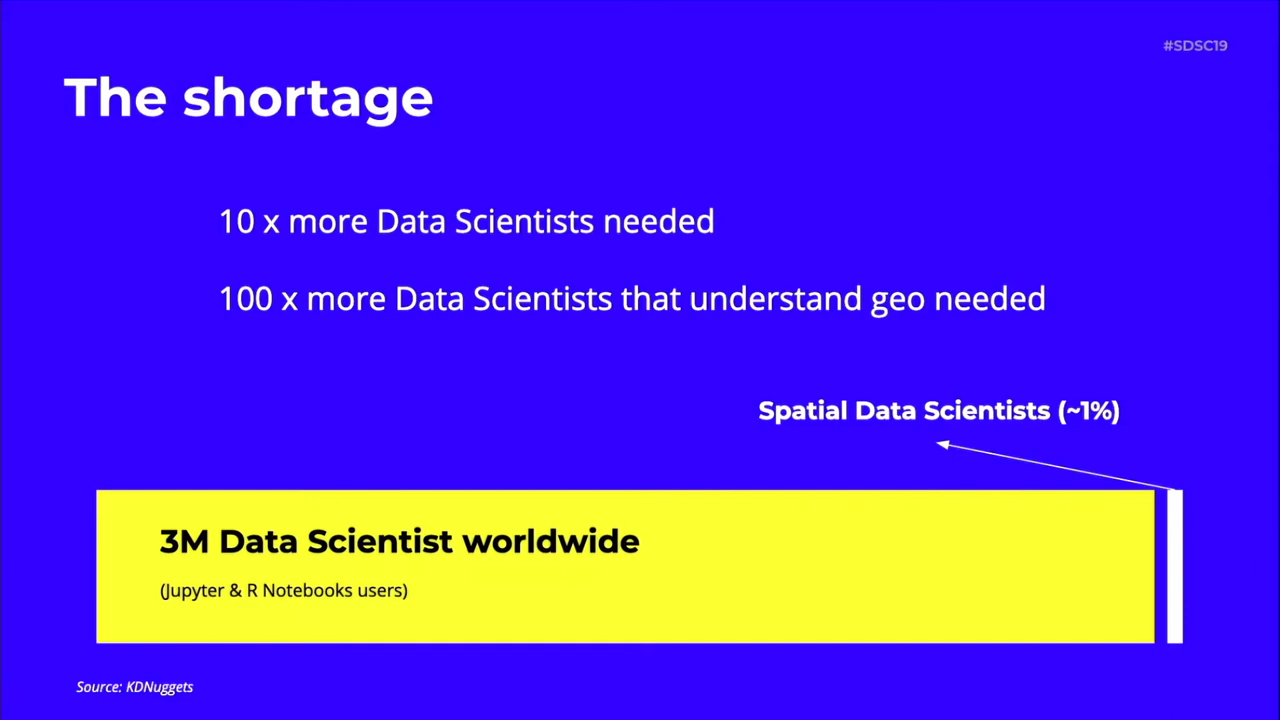 #SDSC19
The shortage
10 x more Data Scientists needed
100 x more Data Scientists that understand geo needed
Spatial Data Scientists (~1%)
3M Data Scientist worldwide
(Jupyter & R Notebooks users)
Source: KDNuggets